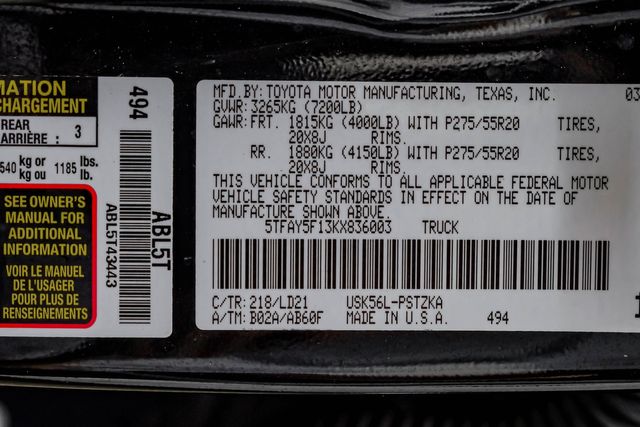 MATION
CHARGEMENT
REAR
ARRIÈRE : 3
540 kg or kg ou 1185 lbs. lb.
SEE OWNER'S
MANUAL FOR
ADDITIONAL
INFORMATION
VOIR LE MANUEL
DE L'USAGER
POUR PLUS DE
RENSEIGNEMENTS
494
ABL5T43443
ABL5T
MFD.BY:TOYOTA MOTOR MANUFACTURING, TEXAS, INC. 03
GVWR: 3265KG (7200LB)
GAWR:FRT. 1815KG (4000LB) WITH P275/55R20 TIRES,
20X8J RIMS.
RR. 1880KG (4150LB) WITH P275/55R20 TIRES,
20X8J RIMS.
THIS VEHICLE CONFORMS TO ALL APPLICABLE FEDERAL MOTOR
VEHICLE SAFETY STANDARDS IN EFFECT ON THE DATE OF
MANUFACTURE SHOWN ABOVE.
5TFAY5F13KX836003 TRUCK
C/TR: 218/LD21 USK56L-PSTZKA
A/TM: B02A/AB60F MADE IN U.S.A. 494